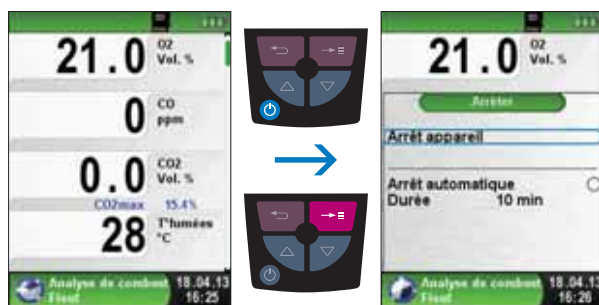 21.0 O2 Vol. %
0 CO ppm
0.0 CO2 Vol. %
CO2max 15.4%
28 T°fumées °C
Analyse de combust 18.04.13
Fioul 16:25
21.0 O2 Vol. %
Arrêter
Arrêt appareil
Arrêt automatique
Durée 10 min
Analyse de combust 18.04.13
Fioul 16:26